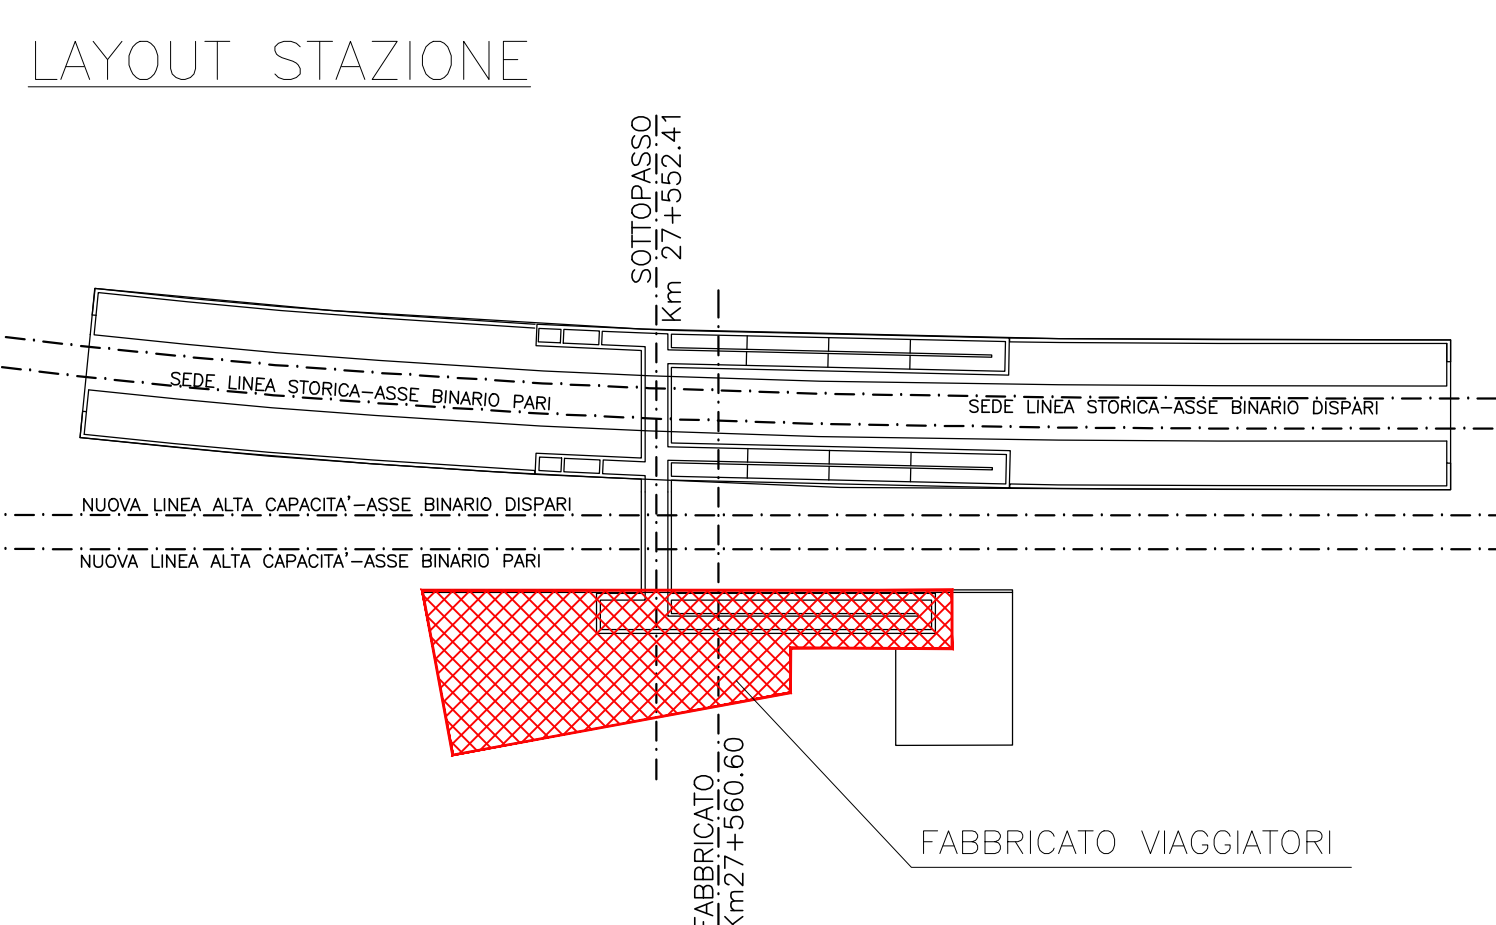 LAYOUT STAZIONE
SOTTOPASSO
Km 27+552.41
SEDE LINEA STORICA-ASSE BINARIO PARI
SEDE LINEA STORICA-ASSE BINARIO DISPARI
NUOVA LINEA ALTA CAPACITA'-ASSE BINARIO DISPARI
NUOVA LINEA ALTA CAPACITA'-ASSE BINARIO PARI
FABBRICATO
Km27+560.60
FABBRICATO VIAGGIATORI